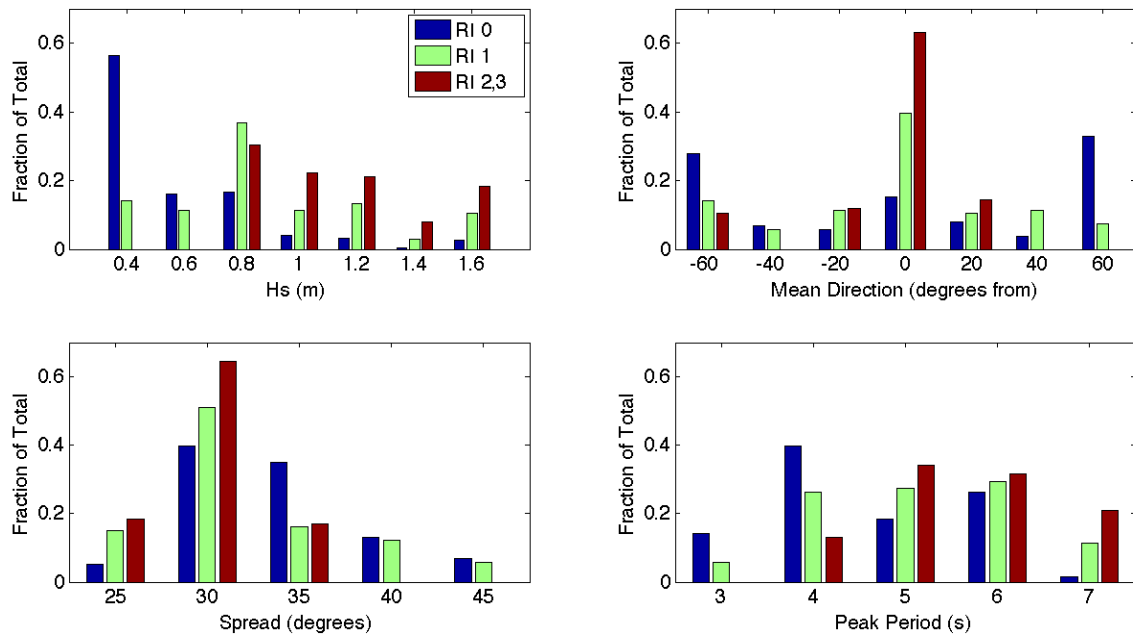 Fraction of Total
0.6
0.4
0.2
0
0.4 0.6 0.8 1 1.2 1.4 1.6
Hs (m)
RI 0
RI 1
RI 2,3
Fraction of Total
0.6
0.4
0.2
0
-60 -40 -20 0 20 40 60
Mean Direction (degrees from)
Fraction of Total
0.6
0.4
0.2
0
25 30 35 40 45
Spread (degrees)
Fraction of Total
0.6
0.4
0.2
0
3 4 5 6 7
Peak Period (s)